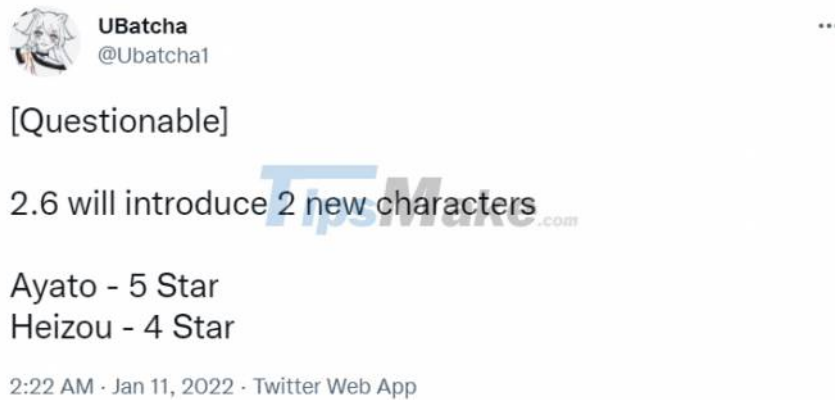 UBatcha
@Ubatcha1
[Questionable]
2.6 will introduce 2 new characters
TipsMake.com
Ayato - 5 Star
Heizou - 4 Star
2:22 AM · Jan 11, 2022 · Twitter Web App